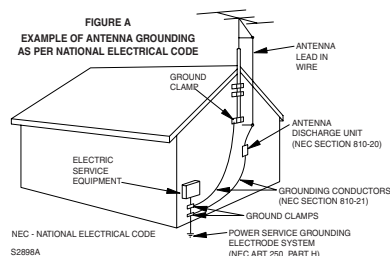 FIGURE A
EXAMPLE OF ANTENNA GROUNDING
AS PER NATIONAL ELECTRICAL CODE
ANTENNA
LEAD IN
WIRE
GROUND
CLAMP
ANTENNA
DISCHARGE UNIT
(NEC SECTION 810-20)
ELECTRIC
SERVICE
EQUIPMENT
GROUNDING CONDUCTORS
(NEC SECTION 810-21)
GROUND CLAMPS
NEC - NATIONAL ELECTRICAL CODE
POWER SERVICE GROUNDING
ELECTRODE SYSTEM
(NEC ART 250, PART H)
S2898A